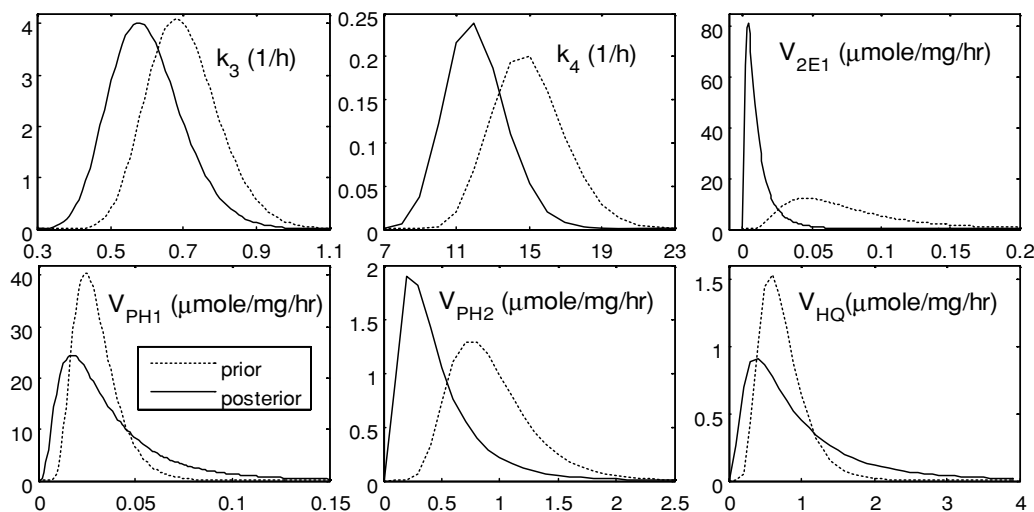 4
3
2
1
0
k3 (1/h)
0.3 0.5 0.7 0.9 1.1
0.25
0.20
0.15
0.1
0.05
0
k4 (1/h)
7 11 15 19 23
80
60
40
20
0
V2E1 (μmole/mg/hr)
0 0.05 0.1 0.15 0.2
40
30
20
10
0
VPH1 (μmole/mg/hr)
prior
posterior
0 0.05 0.1 0.15
2
1.5
1
0.5
0
VPH2 (μmole/mg/hr)
0 0.5 1 1.5 2 2.5
1.5
1
0.5
0
VHQ(μmole/mg/hr)
0 1 2 3 4